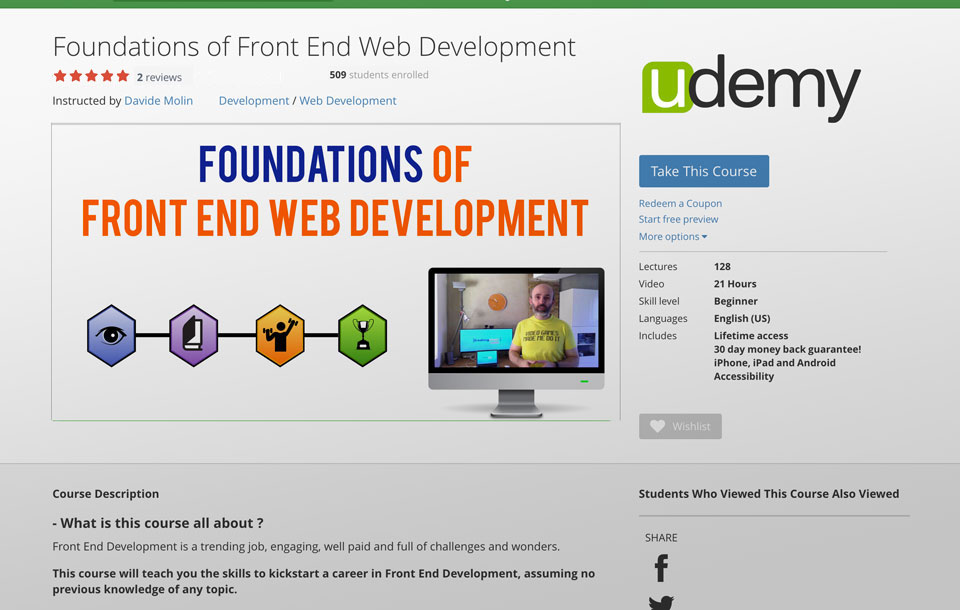 Foundations of Front End Web Development
2 reviews
509 students enrolled
Instructed by Davide Molin
Development / Web Development
FOUNDATIONS OF
FRONT END WEB DEVELOPMENT
VIDEO GAMES
MADE ME DO IT
udemy
Take This Course
Redeem a Coupon
Start free preview
More options
Lectures 128
Video 21 Hours
Skill level Beginner
Languages English (US)
Includes Lifetime access
30 day money back guarantee!
iPhone, iPad and Android
Accessibility
Wishlist
Course Description
- What is this course all about ?
Front End Development is a trending job, engaging, well paid and full of challenges and wonders.
This course will teach you the skills to kickstart a career in Front End Development, assuming no
previous knowledge of any topic.
Students Who Viewed This Course Also Viewed
SHARE